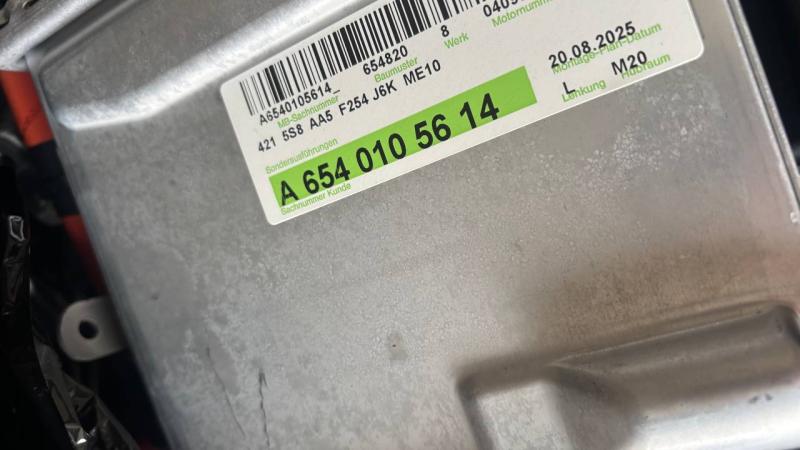 A6540105614_ 654820 8
MB-Sachnummer Baumuster Werk Motornummer
421 5S8 AA5 F254 J6K ME10 20.08.2025
Sonderausführungen Montage-Plan-Datum
A 654 010 56 14 L M20
Sachnummer Kunde Lenkung Hubraum